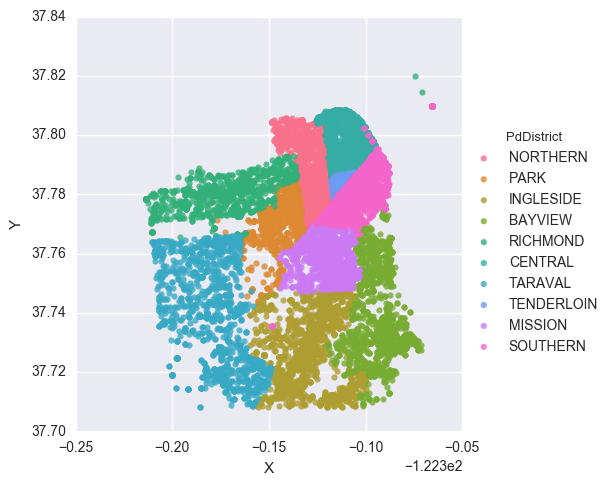 37.84
37.82
37.80
37.78
37.76
37.74
37.72
37.70
Y
−0.25
−0.20
−0.15
−0.10
−0.05
X
−1.223e2
PdDistrict
NORTHERN
PARK
INGLESIDE
BAYVIEW
RICHMOND
CENTRAL
TARAVAL
TENDERLOIN
MISSION
SOUTHERN